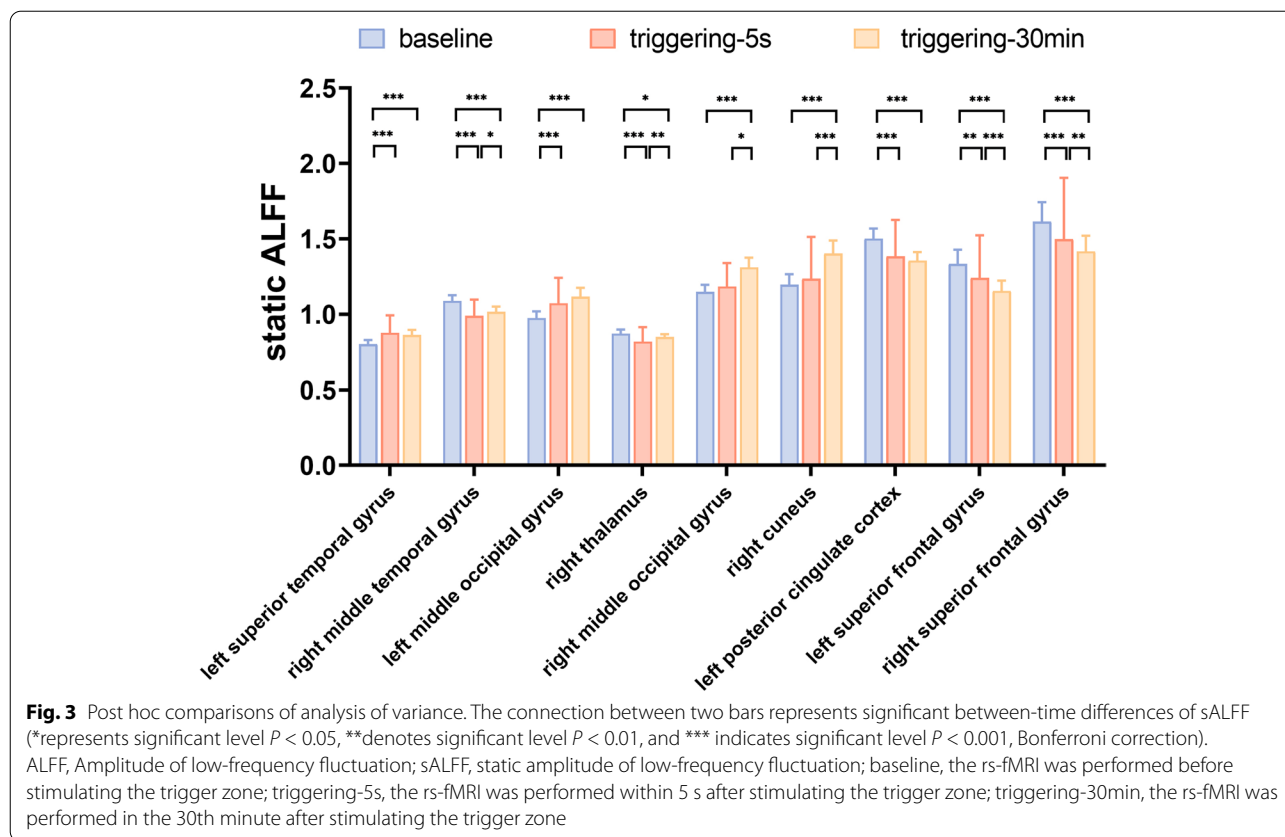 baseline triggering-5s triggering-30min
2.5
2.0
1.5
1.0
0.5
0.0
static ALFF
*** *** *** * *** *** *** *** ***
*** *** * *** *** ** * *** *** ** *** *** **
left superior temporal gyrus
right middle temporal gyrus
left middle occipital gyrus
right thalamus
right middle occipital gyrus
right cuneus
left posterior cingulate cortex
left superior frontal gyrus
right superior frontal gyrus
Fig. 3 Post hoc comparisons of analysis of variance. The connection between two bars represents significant between-time differences of sALFF
(*represents significant level P < 0.05, **denotes significant level P < 0.01, and *** indicates significant level P < 0.001, Bonferroni correction).
ALFF, Amplitude of low-frequency fluctuation; sALFF, static amplitude of low-frequency fluctuation; baseline, the rs-fMRI was performed before
stimulating the trigger zone; triggering-5s, the rs-fMRI was performed within 5 s after stimulating the trigger zone; triggering-30min, the rs-fMRI was
performed in the 30th minute after stimulating the trigger zone